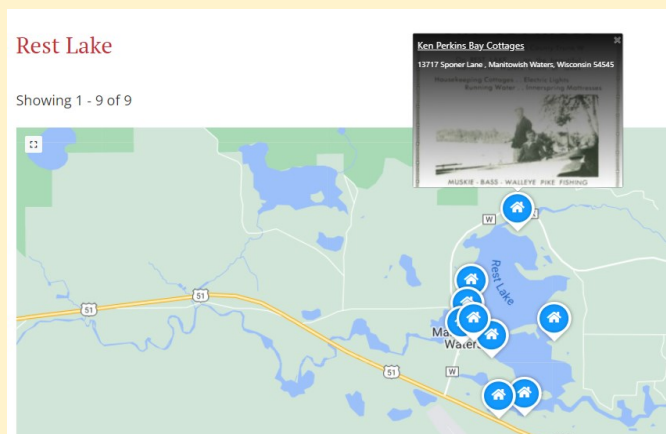 Rest Lake
Ken Perkins Bay Cottages
13717 Sponer Lane , Manitowish Waters, Wisconsin 54545
Housekeeping Cottages . . Electric Lights
Running Water . . Innerspring Mattresses
Showing 1 - 9 of 9
MUSKIE - BASS - WALLEYE PIKE FISHING
W
Rest Lake
51
51
Waters
W